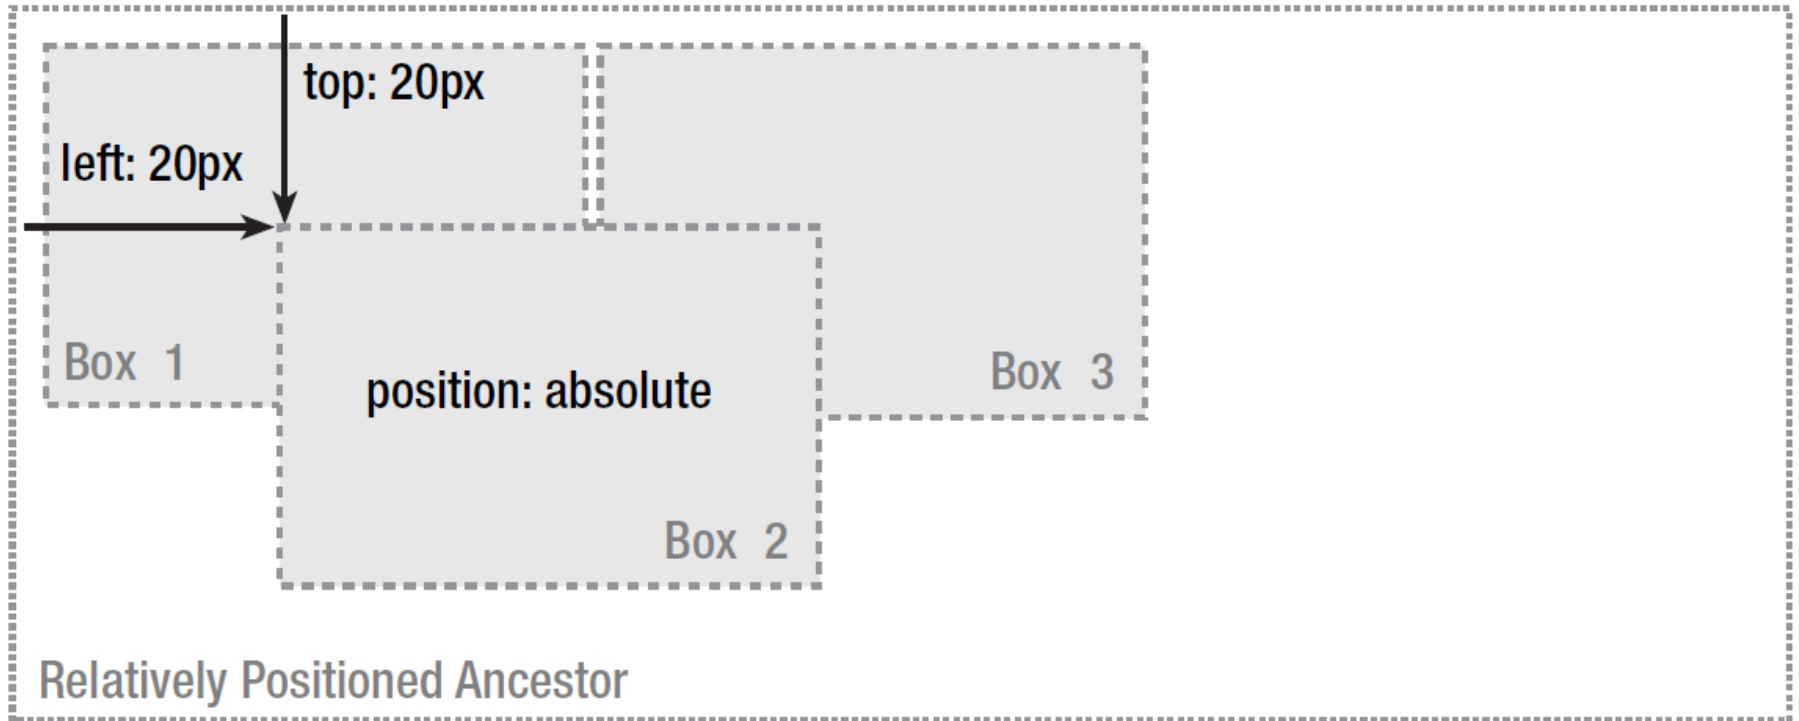 top: 20px
left: 20px
Box 1
Box 3
position: absolute
Box 2
Relatively Positioned Ancestor